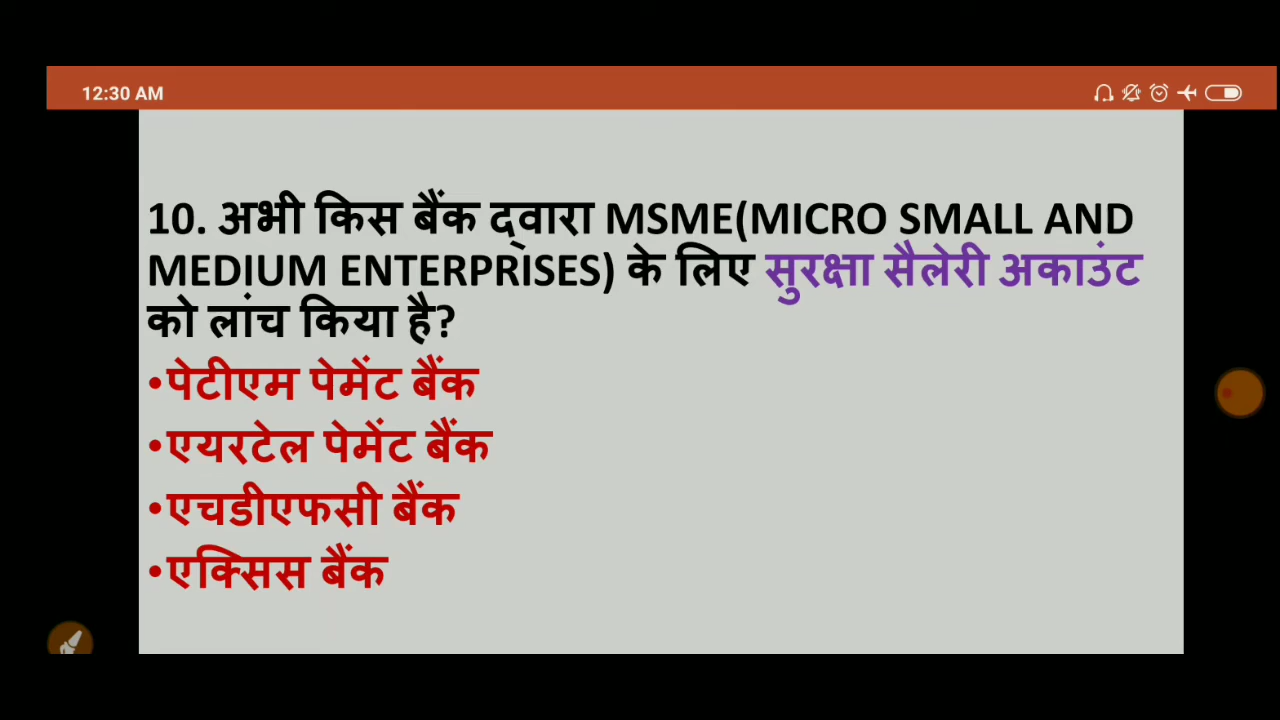 12:30 AM
10. अभी किस बैंक द्वारा MSME(MICRO SMALL AND
MEDIUM ENTERPRISES) के लिए सुरक्षा सैलेरी अकाउंट
को लांच किया है?
•पेटीएम पेमेंट बैंक
•एयरटेल पेमेंट बैंक
•एचडीएफसी बैंक
•एक्सिस बैंक